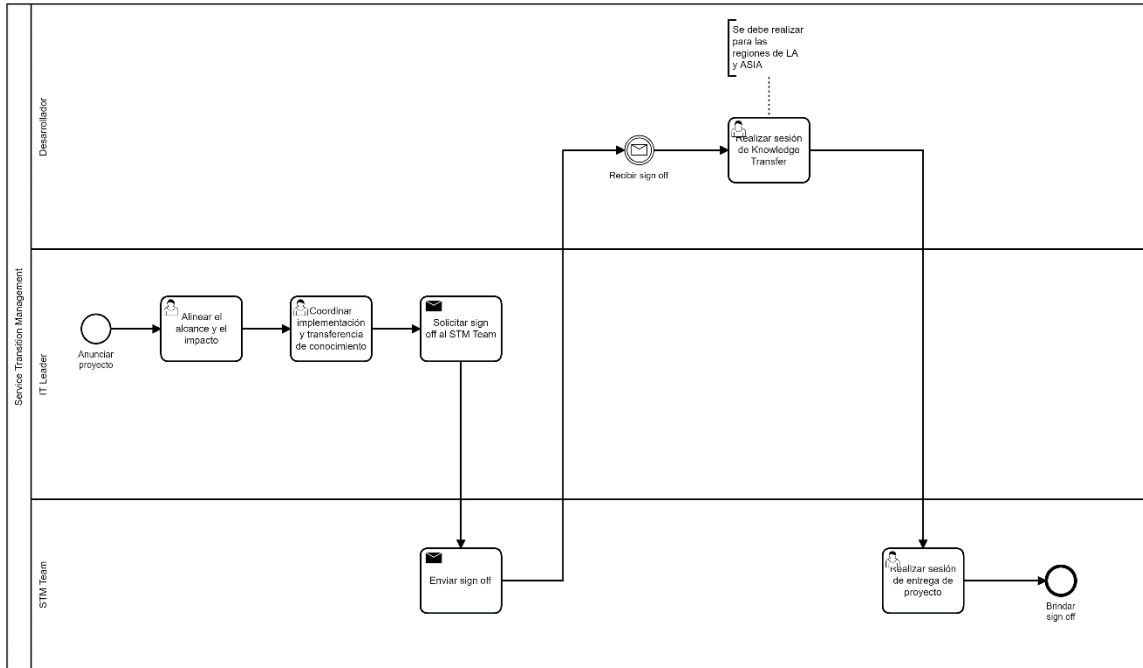 Service Transition Management
Desarrollador
Se debe realizar
para las
regiones de LA
y ASIA
Recibir sign off
Realizar sesión
de Knowledge
Transfer
IT Leader
Anunciar
proyecto
Alinear el
alcance y el
impacto
Coordinar
implementación
y transferencia
de conocimiento
Solicitar sign
off al STM Team
STM Team
Enviar sign off
Realizar sesión
de entrega de
proyecto
Brindar
sign off